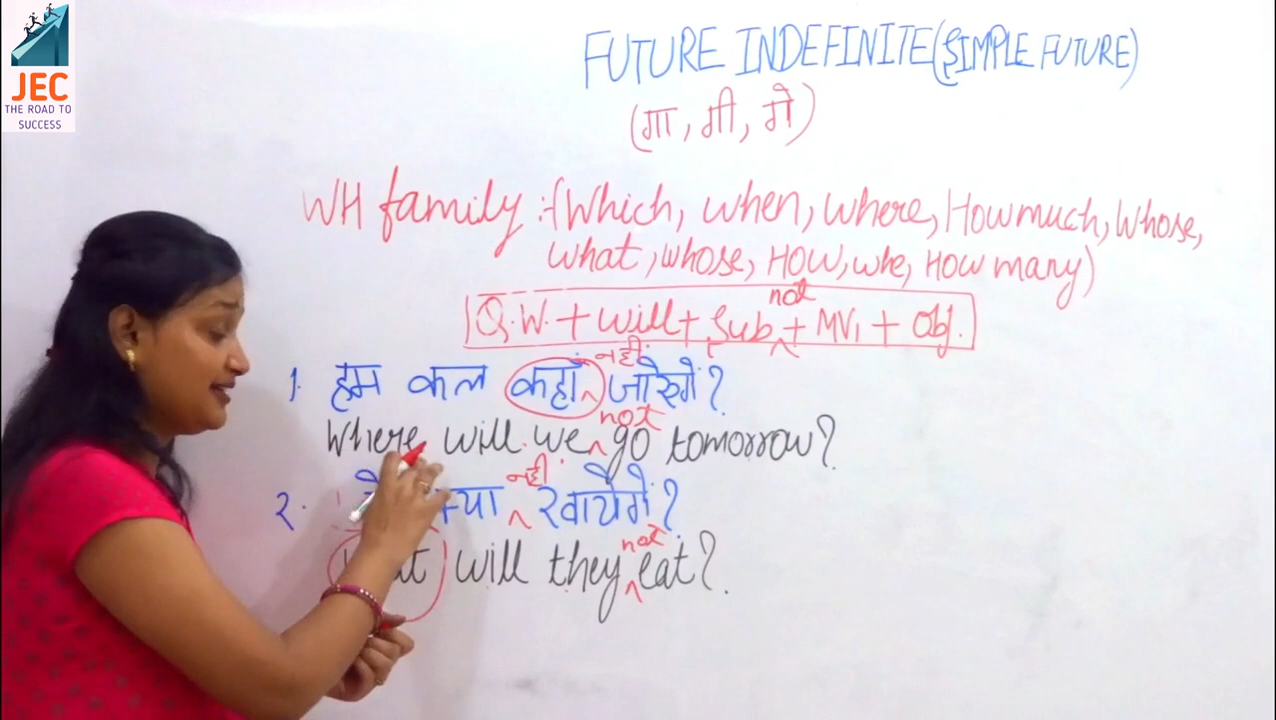 JEC
THE ROAD TO
SUCCESS
FUTURE INDEFINITE (SIMPLE FUTURE)
(गा, गी, गे)
WH family :- (Which, when, where, How much, Whose,
what, whose, HOW, who, HOW many)
not
Q.W. + will + Sub ^ + MV1 + Obj.
नहीं
1. हम कल कहाँ ^ जाएगें?
not
Where will we ^ go tomorrow?
नहीं
2. क्या ^ खायेगें?
not
will they ^ eat?